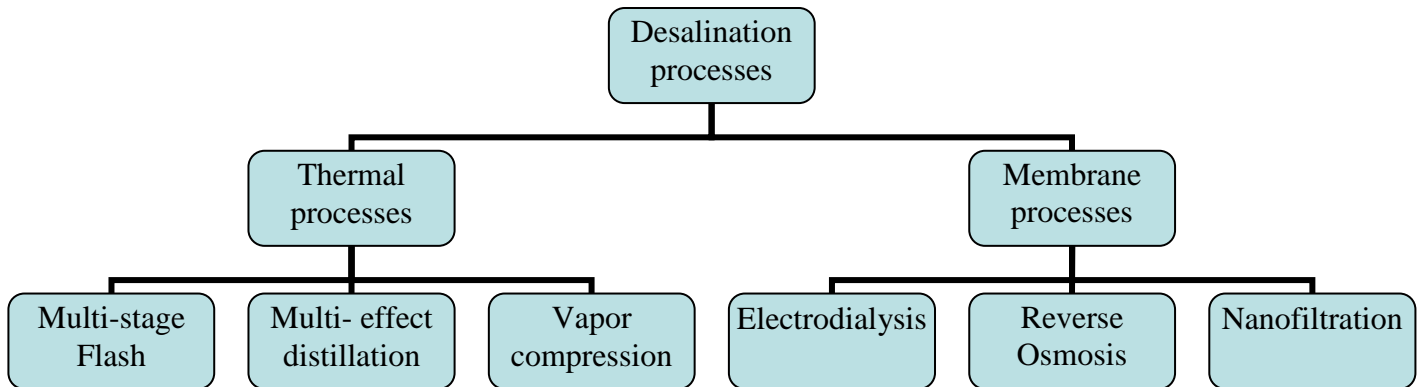 Desalination
processes
Thermal
processes
Membrane
processes
Multi-stage
Flash
Multi- effect
distillation
Vapor
compression
Electrodialysis
Reverse
Osmosis
Nanofiltration